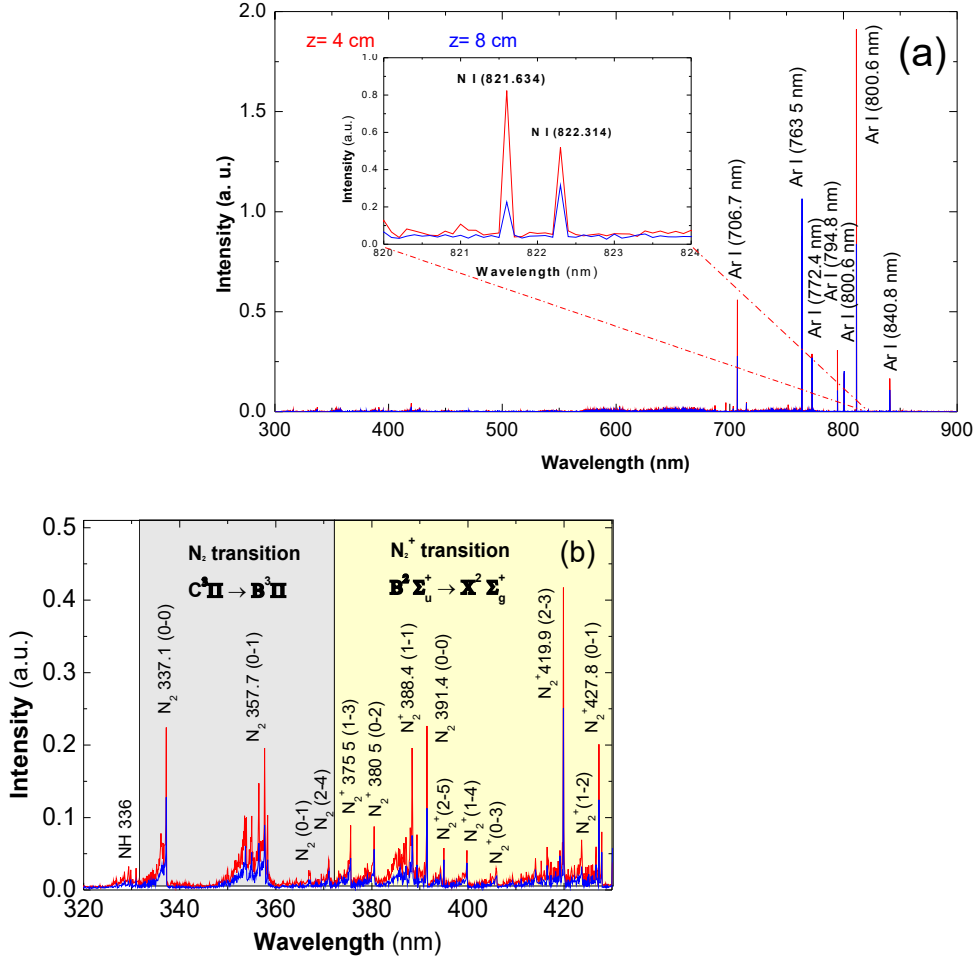 (a)
z= 4 cm
z= 8 cm
Intensity (a. u.)
2.0
1.5
1.0
0.5
0.0
300
400
500
600
700
800
900
Wavelength (nm)
Ar I (706.7 nm)
Ar I (763 5 nm)
Ar I (772.4 nm)
Ar I (794.8 nm)
Ar I (800.6 nm)
Ar I (800.6 nm)
Ar I (840.8 nm)
N I (821.634)
N I (822.314)
Intensity (a.u.)
1.0
0.8
0.6
0.4
0.2
0.0
820
821
822
823
824
Wavelength (nm)
(b)
N₂ transition
C³Π → B³Π
N₂⁺ transition
B²Σᵤ⁺ → X² Σg⁺
Intensity (a.u.)
0.5
0.4
0.3
0.2
0.1
0.0
NH 336
N₂ 337.1 (0-0)
N₂ 357.7 (0-1)
N₂ (0-1)
N₂ (2-4)
N₂⁺ 375 5 (1-3)
N₂⁺ 380 5 (0-2)
N₂⁺ 388.4 (1-1)
N₂ 391.4 (0-0)
N₂⁺(2-5)
N₂⁺(1-4)
N₂⁺(0-3)
N₂⁺419.9 (2-3)
N₂⁺(1-2)
N₂⁺427.8 (0-1)
320
340
360
380
400
420
Wavelength (nm)